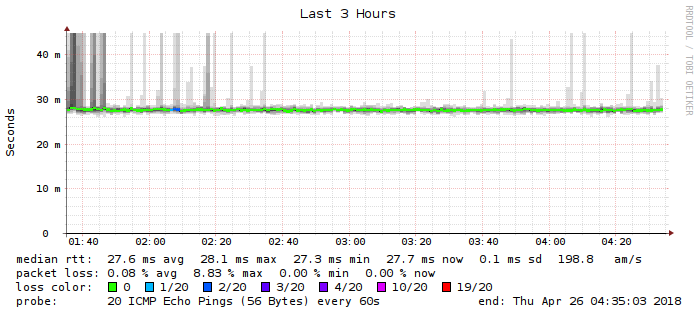 Last 3 Hours
RRDTOOL / TOBI OETIKER
Seconds
40 m
30 m
20 m
10 m
0
01:40 02:00 02:20 02:40 03:00 03:20 03:40 04:00 04:20
median rtt: 27.6 ms avg 28.1 ms max 27.3 ms min 27.7 ms now 0.1 ms sd 198.8 am/s
packet loss: 0.08 % avg 8.83 % max 0.00 % min 0.00 % now
loss color: 0 1/20 2/20 3/20 4/20 10/20 19/20
probe: 20 ICMP Echo Pings (56 Bytes) every 60s end: Thu Apr 26 04:35:03 2018